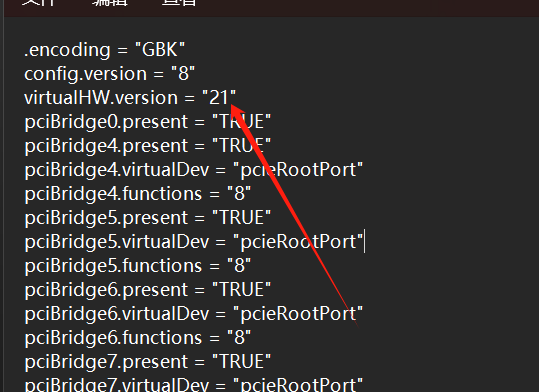 文件 编辑 查看
.encoding = "GBK"
config.version = "8"
virtualHW.version = "21"
pciBridge0.present = "TRUE"
pciBridge4.present = "TRUE"
pciBridge4.virtualDev = "pcieRootPort"
pciBridge4.functions = "8"
pciBridge5.present = "TRUE"
pciBridge5.virtualDev = "pcieRootPort"
pciBridge5.functions = "8"
pciBridge6.present = "TRUE"
pciBridge6.virtualDev = "pcieRootPort"
pciBridge6.functions = "8"
pciBridge7.present = "TRUE"
pciBridge7.virtualDev = "pcieRootPort"